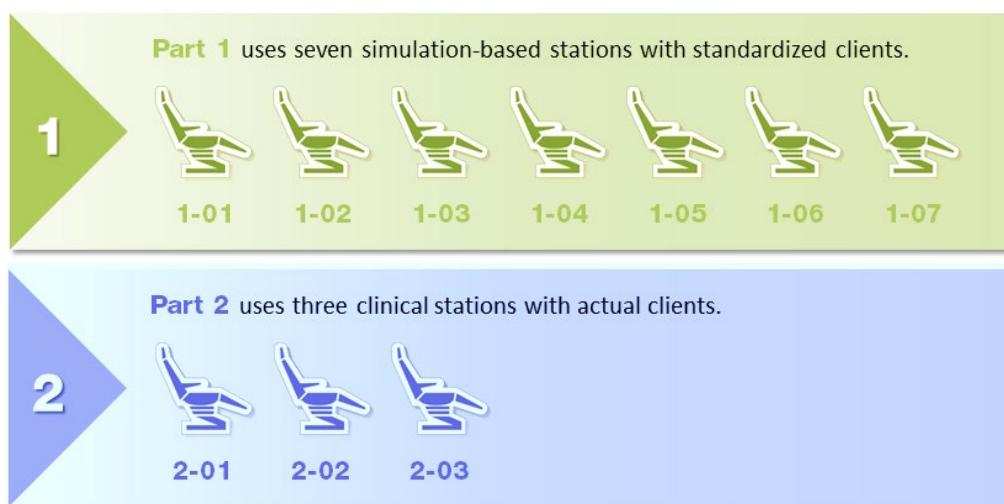 Part 1 uses seven simulation-based stations with standardized clients.
1
1-01 1-02 1-03 1-04 1-05 1-06 1-07
Part 2 uses three clinical stations with actual clients.
2
2-01 2-02 2-03